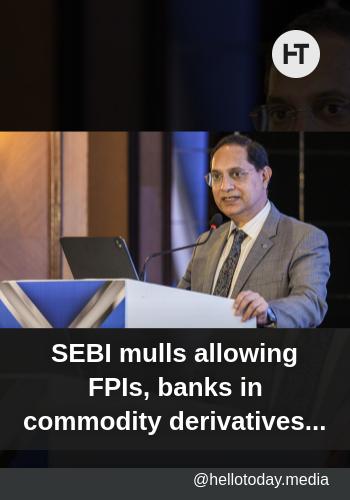 HT
SEBI mulls allowing
FPIs, banks in
commodity derivatives...
@hellotoday.media